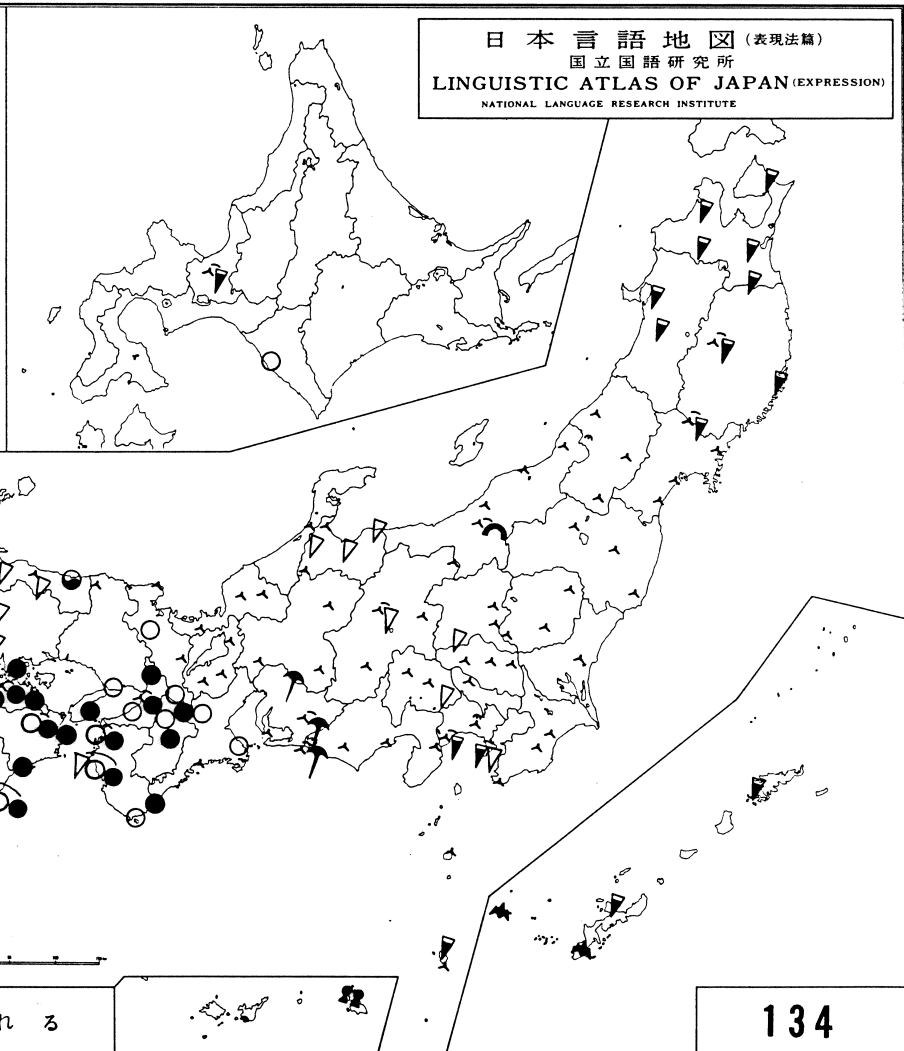 日本言語地図(表現法篇)
国立国語研究所
LINGUISTIC ATLAS OF JAPAN (EXPRESSION)
NATIONAL LANGUAGE RESEARCH INSTITUTE
れる
134